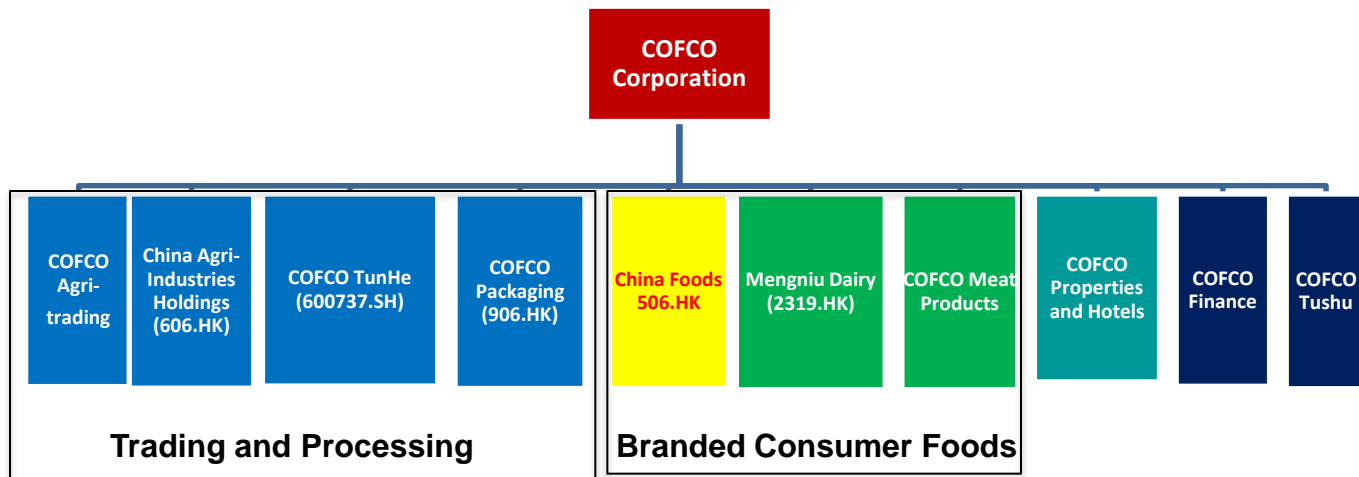 COFCO
Corporation
COFCO
Agri-
trading
China Agri-
Industries
Holdings
(606.HK)
COFCO TunHe
(600737.SH)
COFCO
Packaging
(906.HK)
China Foods
506.HK
Mengniu Dairy
(2319.HK)
COFCO Meat
Products
COFCO
Properties
and Hotels
COFCO
Finance
COFCO
Tushu
Trading and Processing
Branded Consumer Foods